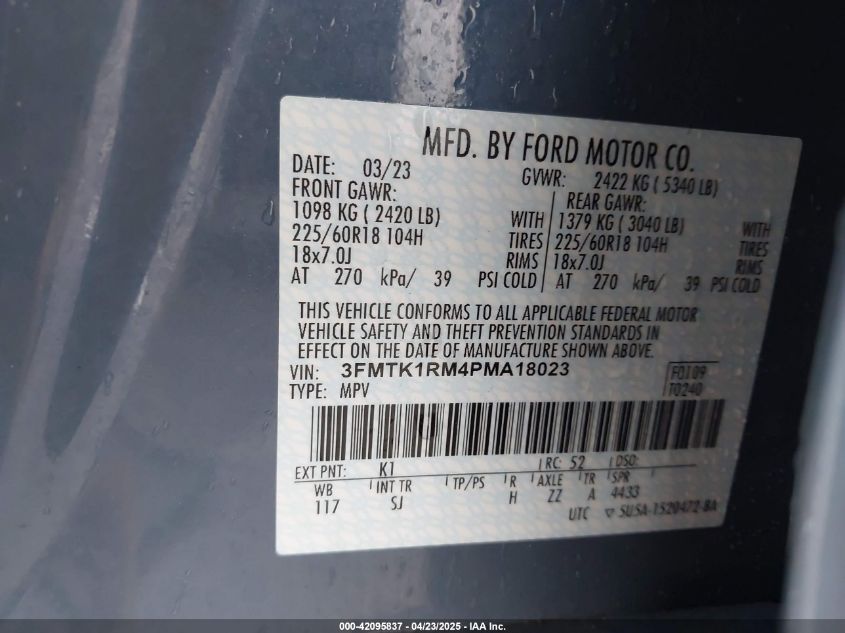 MFD. BY FORD MOTOR CO.
DATE: 03/23 GVWR: 2422 KG ( 5340 LB)
FRONT GAWR: REAR GAWR:
1098 KG ( 2420 LB) WITH 1379 KG ( 3040 LB) WITH
225/60R18 104H TIRES 225/60R18 104H TIRES
18x7.0J RIMS 18x7.0J RIMS
AT 270 kPa/ 39 PSI COLD AT 270 kPa/ 39 PSI COLD
THIS VEHICLE CONFORMS TO ALL APPLICABLE FEDERAL MOTOR
VEHICLE SAFETY AND THEFT PREVENTION STANDARDS IN
EFFECT ON THE DATE OF MANUFACTURE SHOWN ABOVE.
VIN: 3FMTK1RM4PMA18023 F0109
TYPE: MPV T0240
EXT PNT: K1 RC: 52 DSO:
WB INT TR TP/PS R AXLE TR SPR
117 SJ H ZZ A 4433
UTC ▽ 5U5A-1520472-BA
000-42095837 - 04/23/2025 - IAA Inc.